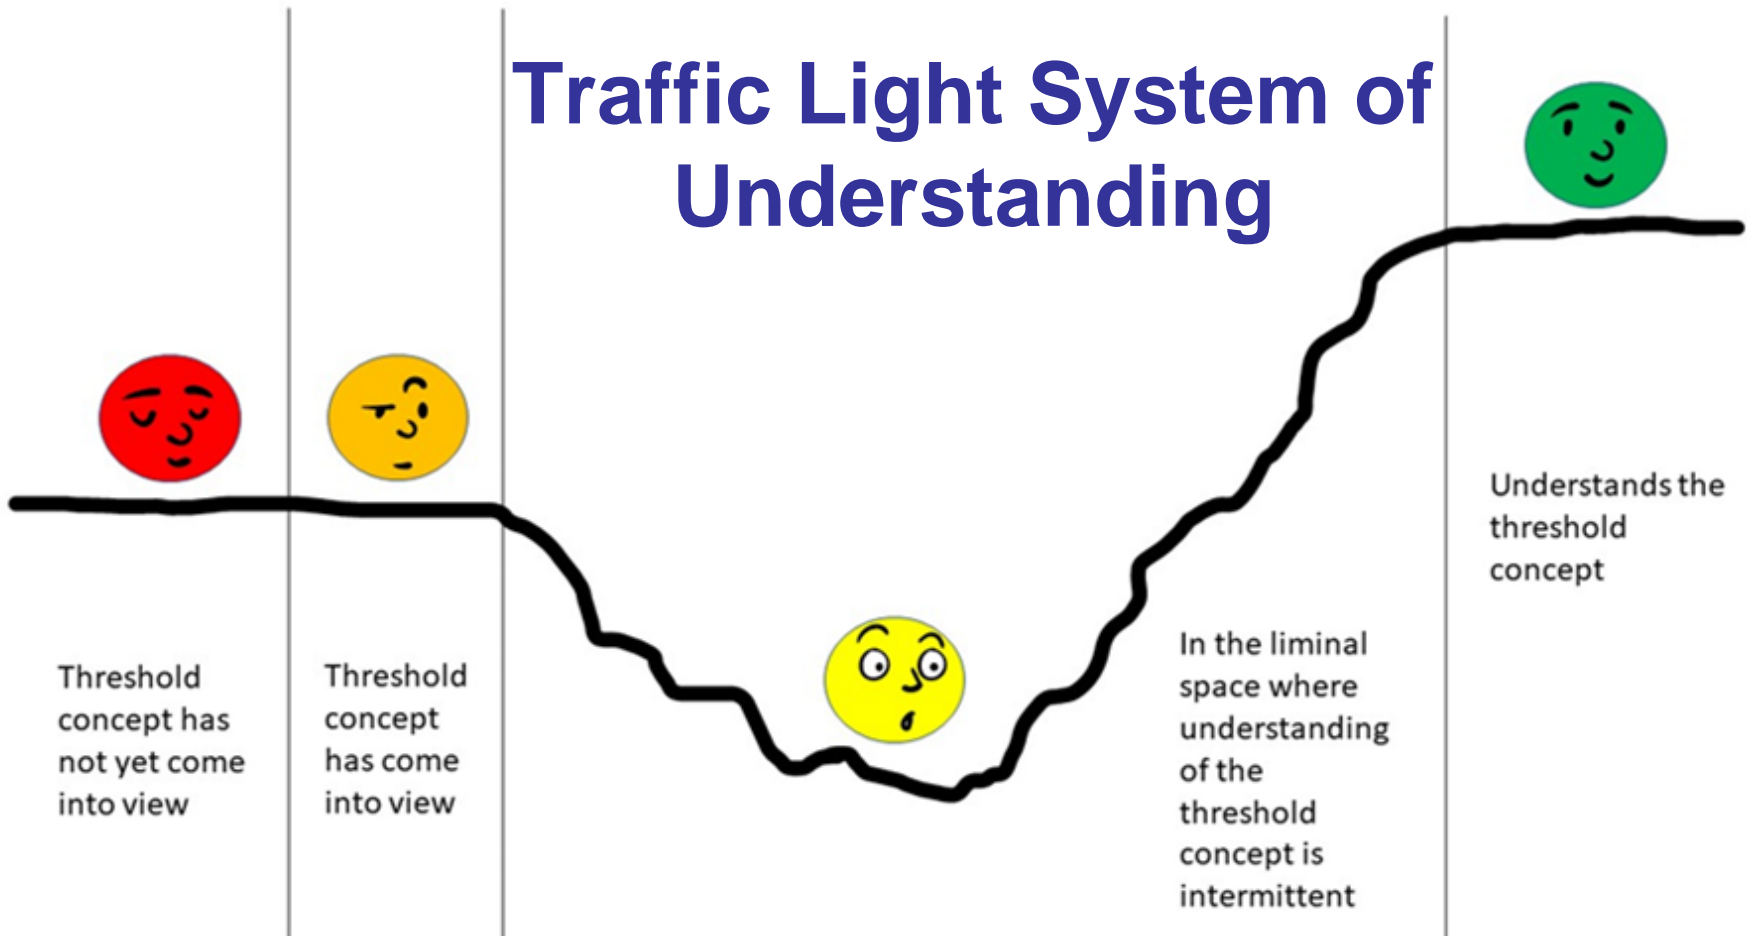 Traffic Light System of
Understanding
Threshold
concept has
not yet come
into view
Threshold
concept
has come
into view
In the liminal
space where
understanding
of the
threshold
concept is
intermittent
Understands the
threshold
concept